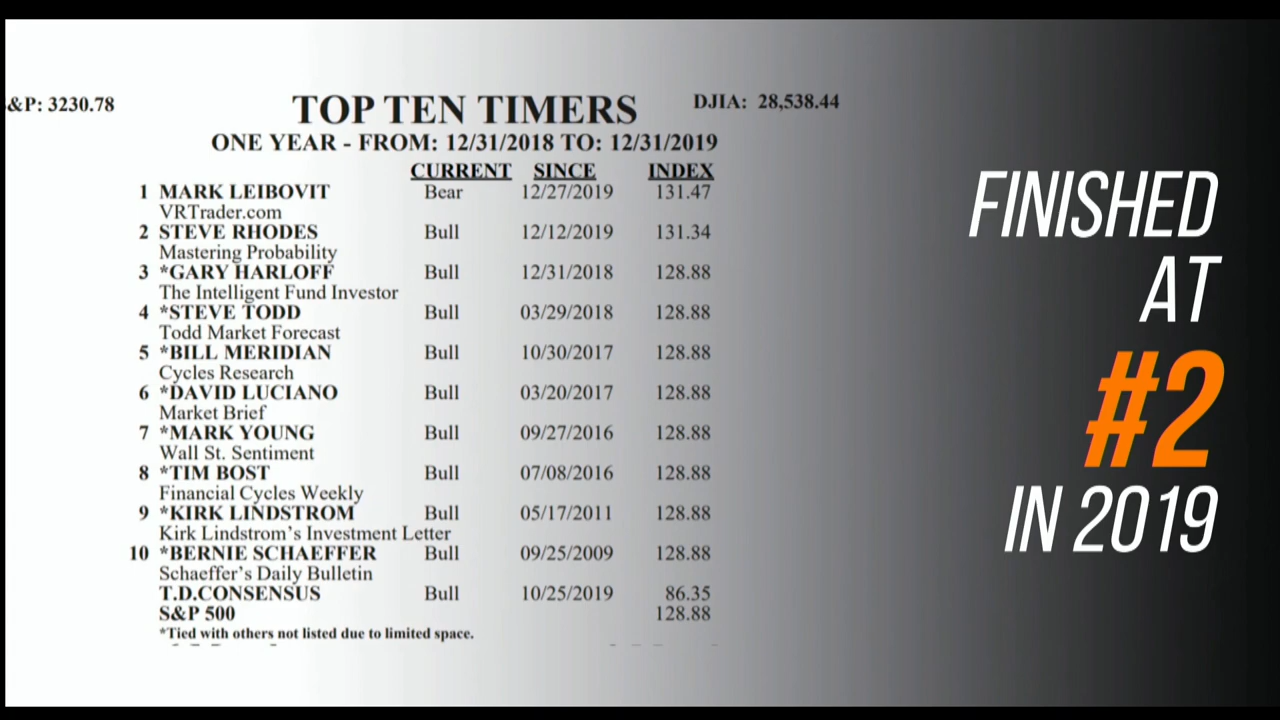 &P: 3230.78
TOP TEN TIMERS
DJIA: 28,538.44
ONE YEAR - FROM: 12/31/2018 TO: 12/31/2019
CURRENT SINCE INDEX
1 MARK LEIBOVIT Bear 12/27/2019 131.47
VRTrader.com
2 STEVE RHODES Bull 12/12/2019 131.34
Mastering Probability
3 *GARY HARLOFF Bull 12/31/2018 128.88
The Intelligent Fund Investor
4 *STEVE TODD Bull 03/29/2018 128.88
Todd Market Forecast
5 *BILL MERIDIAN Bull 10/30/2017 128.88
Cycles Research
6 *DAVID LUCIANO Bull 03/20/2017 128.88
Market Brief
7 *MARK YOUNG Bull 09/27/2016 128.88
Wall St. Sentiment
8 *TIM BOST Bull 07/08/2016 128.88
Financial Cycles Weekly
9 *KIRK LINDSTROM Bull 05/17/2011 128.88
Kirk Lindstrom's Investment Letter
10 *BERNIE SCHAEFFER Bull 09/25/2009 128.88
Schaeffer's Daily Bulletin
T.D.CONSENSUS Bull 10/25/2019 86.35
S&P 500 128.88
*Tied with others not listed due to limited space.
FINISHED
AT
#2
IN 2019